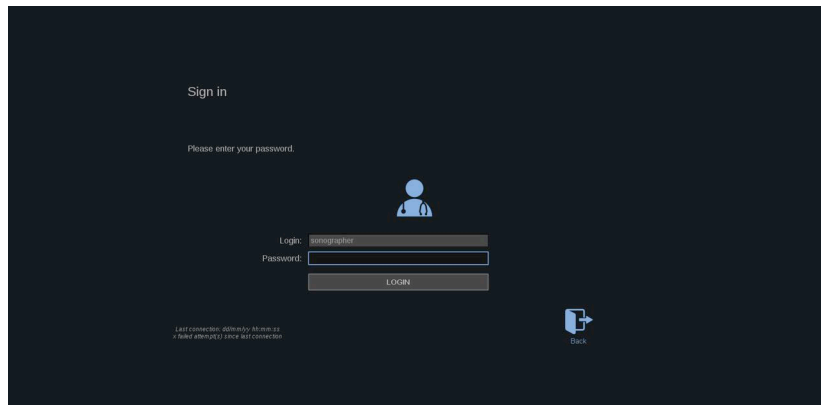 Sign in
Please enter your password.
Login: sonographer
Password:
LOGIN
Last connection: dd/mm/yy hh:mm:ss
x failed attempt(s) since last connection
Back